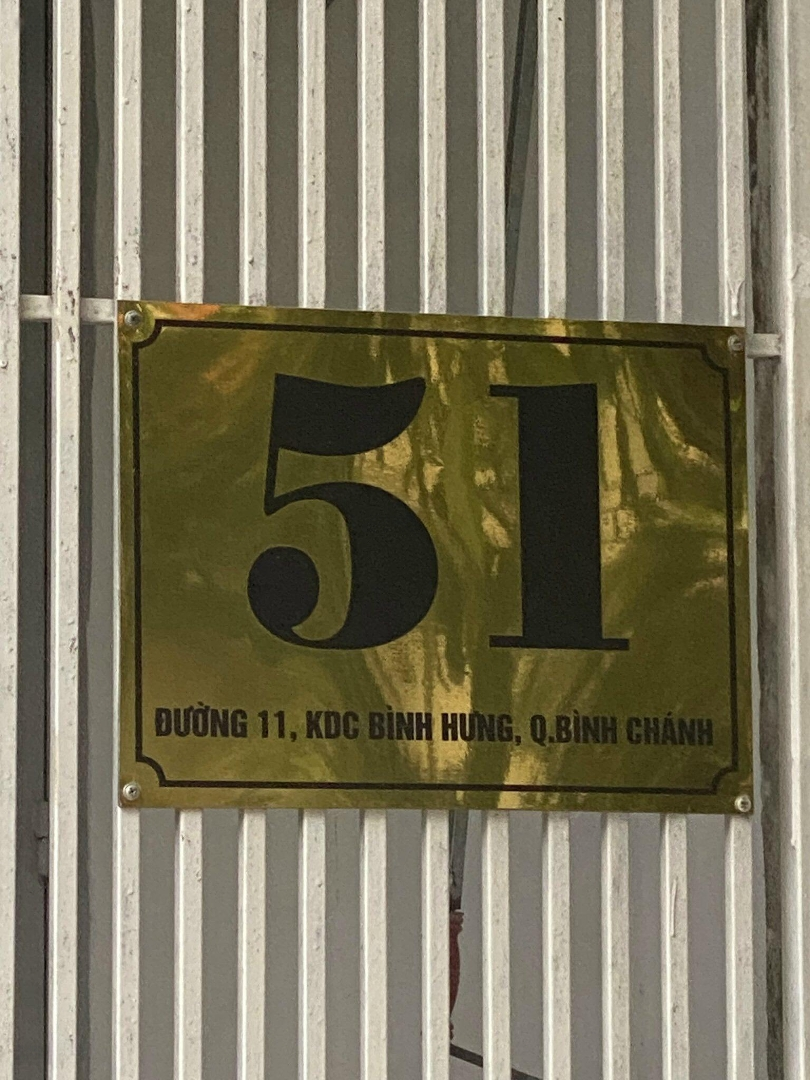 51
ĐƯỜNG 11, KDC BÌNH HƯNG, Q.BÌNH CHÁNH